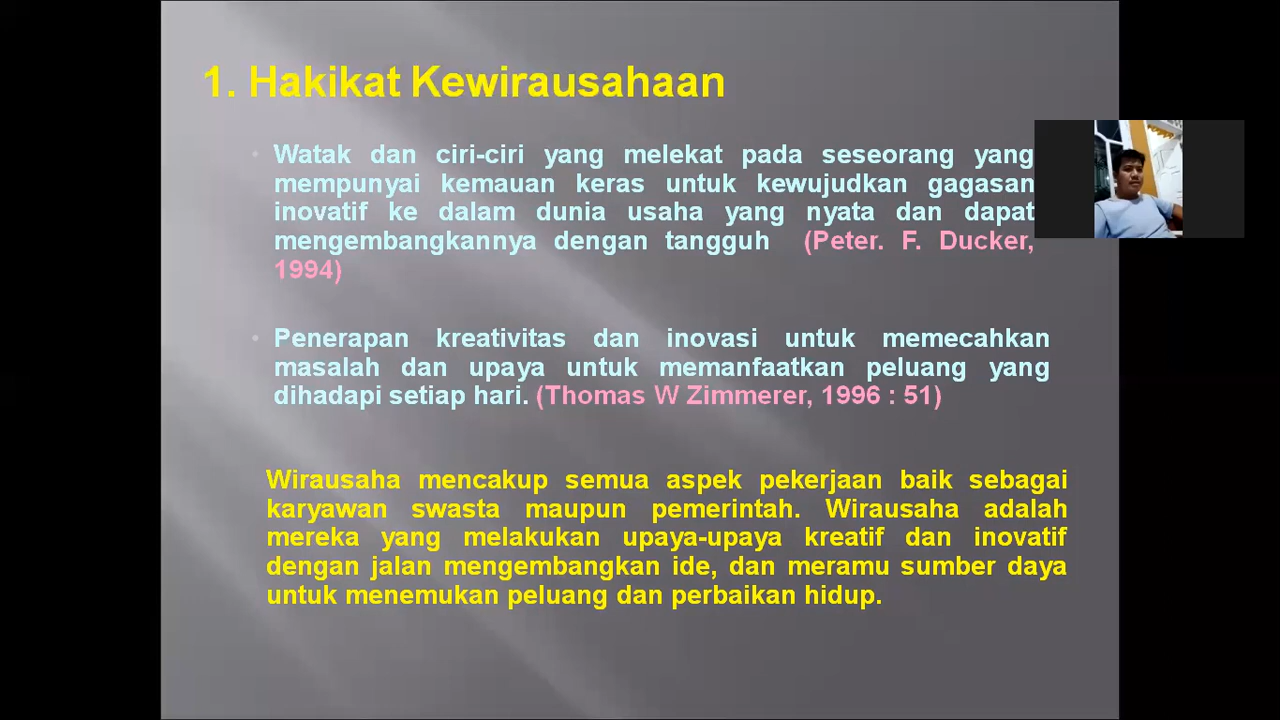 1. Hakikat Kewirausahaan
Watak dan ciri-ciri yang melekat pada seseorang yang
mempunyai kemauan keras untuk kewujudkan gagasan
inovatif ke dalam dunia usaha yang nyata dan dapat
mengembangkannya dengan tangguh (Peter. F. Ducker,
1994)
Penerapan kreativitas dan inovasi untuk memecahkan
masalah dan upaya untuk memanfaatkan peluang yang
dihadapi setiap hari. (Thomas W Zimmerer, 1996 : 51)
Wirausaha mencakup semua aspek pekerjaan baik sebagai
karyawan swasta maupun pemerintah. Wirausaha adalah
mereka yang melakukan upaya-upaya kreatif dan inovatif
dengan jalan mengembangkan ide, dan meramu sumber daya
untuk menemukan peluang dan perbaikan hidup.